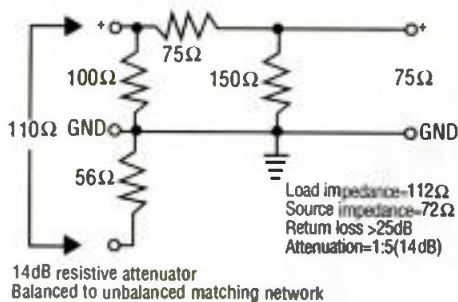 +
75Ω
+
100Ω
150Ω
75Ω
110Ω
GND
GND
56Ω
Load impedance=112Ω
Source impedance=72Ω
Return loss >25dB
Attenuation=1:5(14dB)
14dB resistive attenuator
Balanced to unbalanced matching network